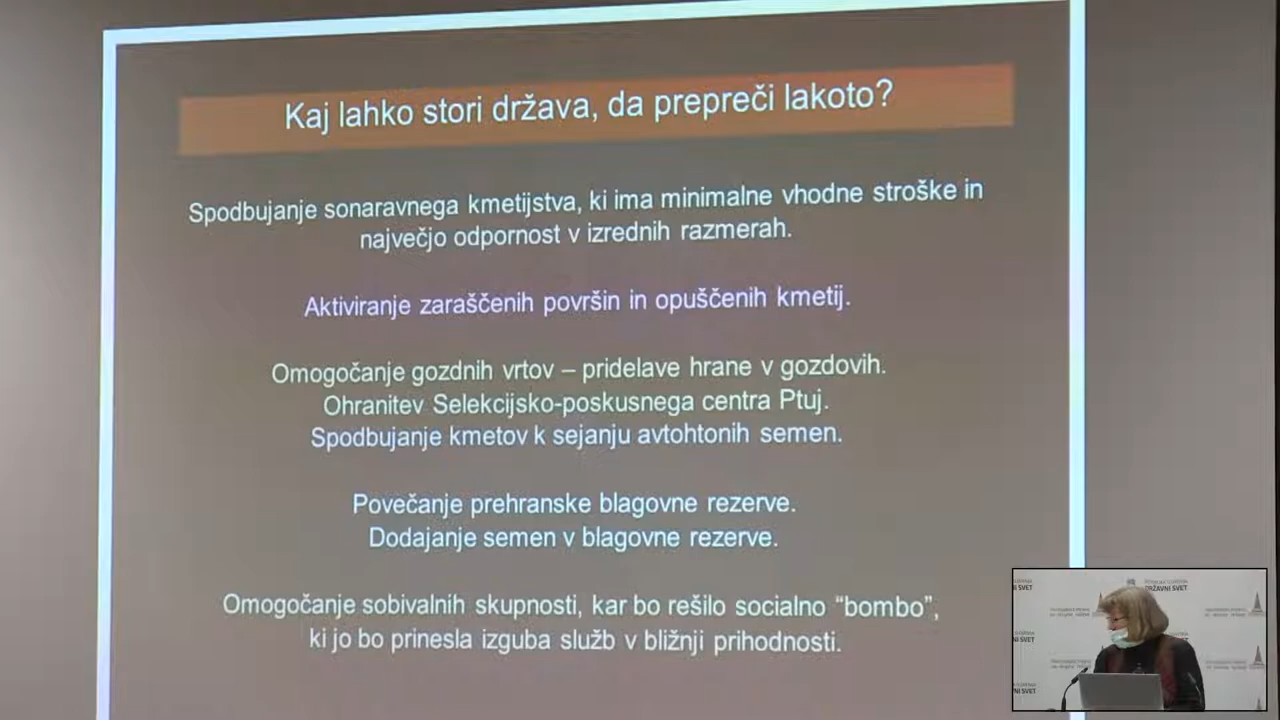 Kaj lahko stori država, da prepreči lakoto?
Spodbujanje sonaravnega kmetijstva, ki ima minimalne vhodne stroške in
največjo odpornost v izrednih razmerah.
Aktiviranje zaraščenih površin in opuščenih kmetij.
Omogočanje gozdnih vrtov – pridelave hrane v gozdovih.
Ohranitev Selekcijsko-poskusnega centra Ptuj.
Spodbujanje kmetov k sejanju avtohtonih semen.
Povečanje prehranske blagovne rezerve.
Dodajanje semen v blagovne rezerve.
Omogočanje sobivalnih skupnosti, kar bo rešilo socialno “bombo”,
ki jo bo prinesla izguba služb v bližnji prihodnosti.
DRŽAVNI SVET